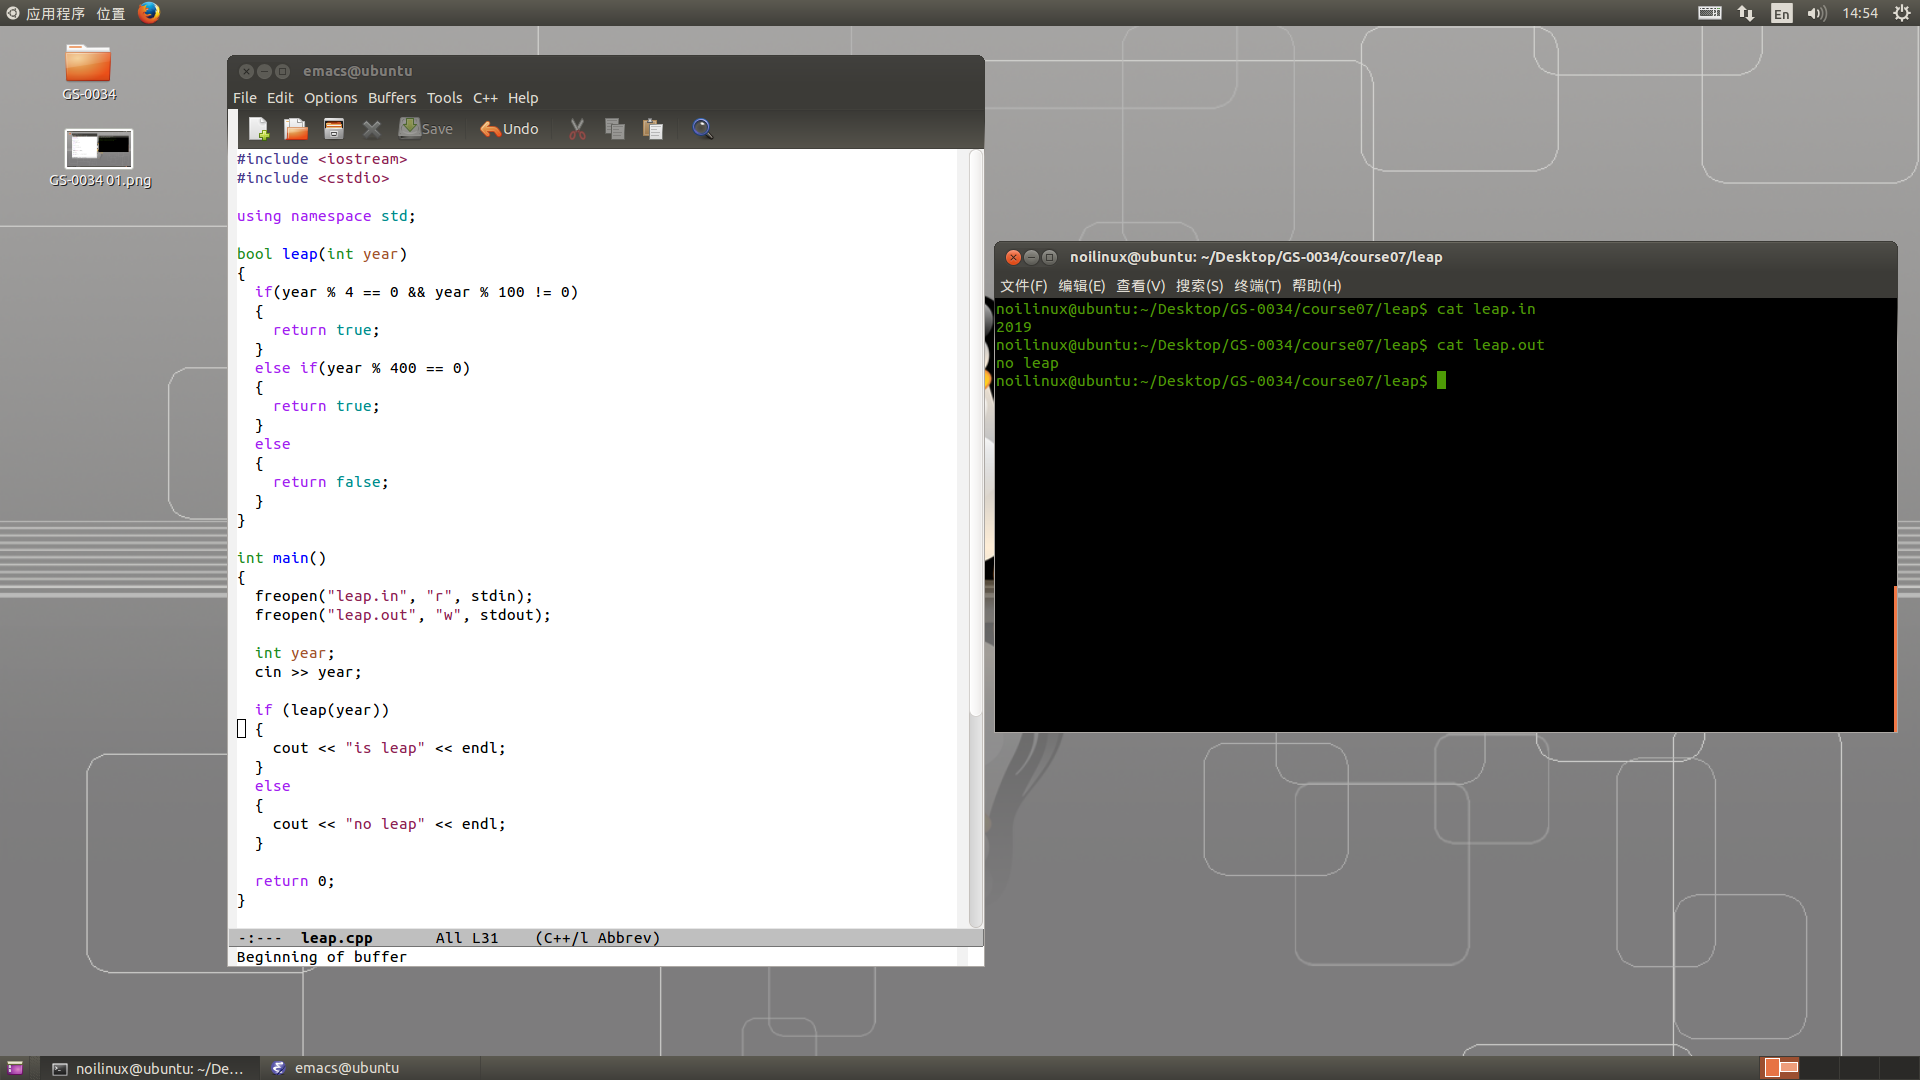 应用程序 位置
En 14:54
GS-0034
GS-0034 01.png
emacs@ubuntu
File Edit Options Buffers Tools C++ Help
Save Undo
#include <iostream>
#include <cstdio>
using namespace std;
bool leap(int year)
{
if(year % 4 == 0 && year % 100 != 0)
{
return true;
}
else if(year % 400 == 0)
{
return true;
}
else
{
return false;
}
}
int main()
{
freopen("leap.in", "r", stdin);
freopen("leap.out", "w", stdout);
int year;
cin >> year;
if (leap(year))
{
cout << "is leap" << endl;
}
else
{
cout << "no leap" << endl;
}
return 0;
}
-:--- leap.cpp All L31 (C++/l Abbrev)
Beginning of buffer
noilinux@ubuntu: ~/Desktop/GS-0034/course07/leap
文件(F) 编辑(E) 查看(V) 搜索(S) 终端(T) 帮助(H)
noilinux@ubuntu:~/Desktop/GS-0034/course07/leap$ cat leap.in
2019
noilinux@ubuntu:~/Desktop/GS-0034/course07/leap$ cat leap.out
no leap
noilinux@ubuntu:~/Desktop/GS-0034/course07/leap$
noilinux@ubuntu: ~/De... emacs@ubuntu